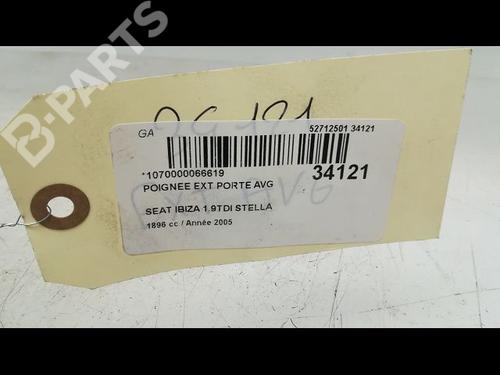 B-PARTS
GA
52712501 34121
*1070000066619
34121
POIGNEE EXT PORTE AVG
SEAT IBIZA 1.9TDI STELLA
1896 cc / Année 2005